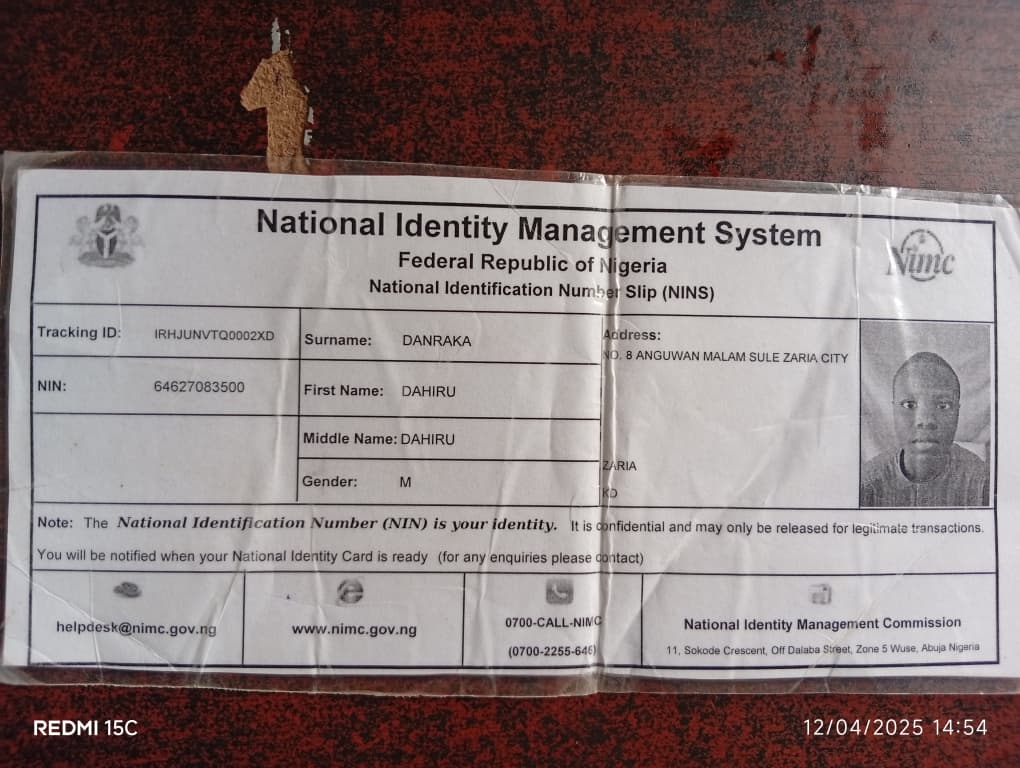 National Identity Management System
Federal Republic of Nigeria
National Identification Number Slip (NINS)
Nimc
Tracking ID: IRHJUNVTQ0002XD
NIN: 64627083500
Surname: DANRAKA
First Name: DAHIRU
Middle Name: DAHIRU
Gender: M
Address:
NO. 8 ANGUWAN MALAM SULE ZARIA CITY
ZARIA
KD
Note: The National Identification Number (NIN) is your identity. It is confidential and may only be released for legitimate transactions.
You will be notified when your National Identity Card is ready (for any enquiries please contact)
helpdesk@nimc.gov.ng
www.nimc.gov.ng
0700-CALL-NIMC
(0700-2255-646)
National Identity Management Commission
11, Sokode Crescent, Off Dalaba Street, Zone 5 Wuse, Abuja Nigeria
REDMI 15C
12/04/2025 14:54